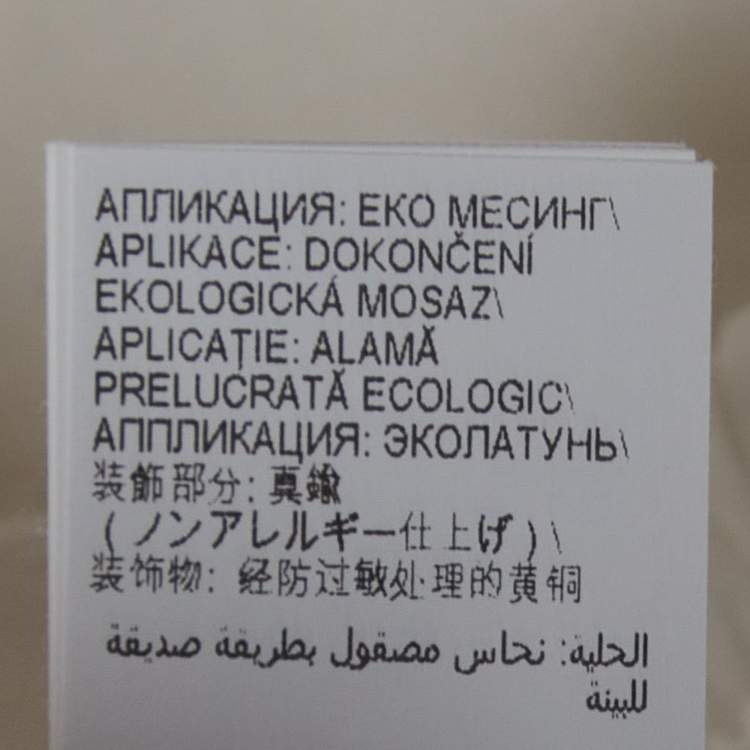 АПЛИКАЦИЯ: ЕКО МЕСИНГ\
APLIKACE: DOKONČENÍ
EKOLOGICKÁ MOSAZ\
APLICAȚIE: ALAMĂ
PRELUCRATĂ ECOLOGIC\
АППЛИКАЦИЯ: ЭКОЛАТУНЬ\
装飾部分: 真鍮
(ノンアレルギー仕上げ)\
装饰物: 经防过敏处理的黄铜
الحلية: نحاس مصقول بطريقة صديقة
للبيئة